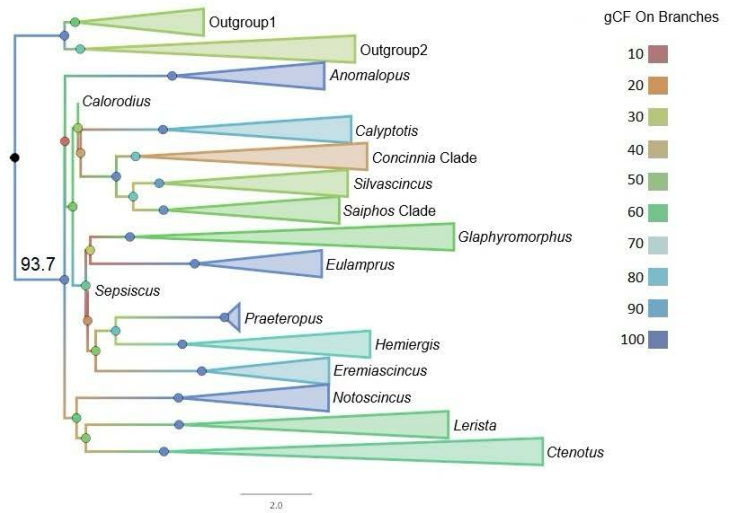 gCF On Branches
Outgroup1
Outgroup2
Anomalopus
Calorodius
Calyptotis
Concinnia Clade
Silvascincus
Saiphos Clade
Glaphyromorphus
93.7
Eulamprus
Sepsiscus
Praeteropus
Hemiergis
Eremiascincus
Notoscincus
Lerista
Ctenotus
2.0
10
20
30
40
50
60
70
80
90
100